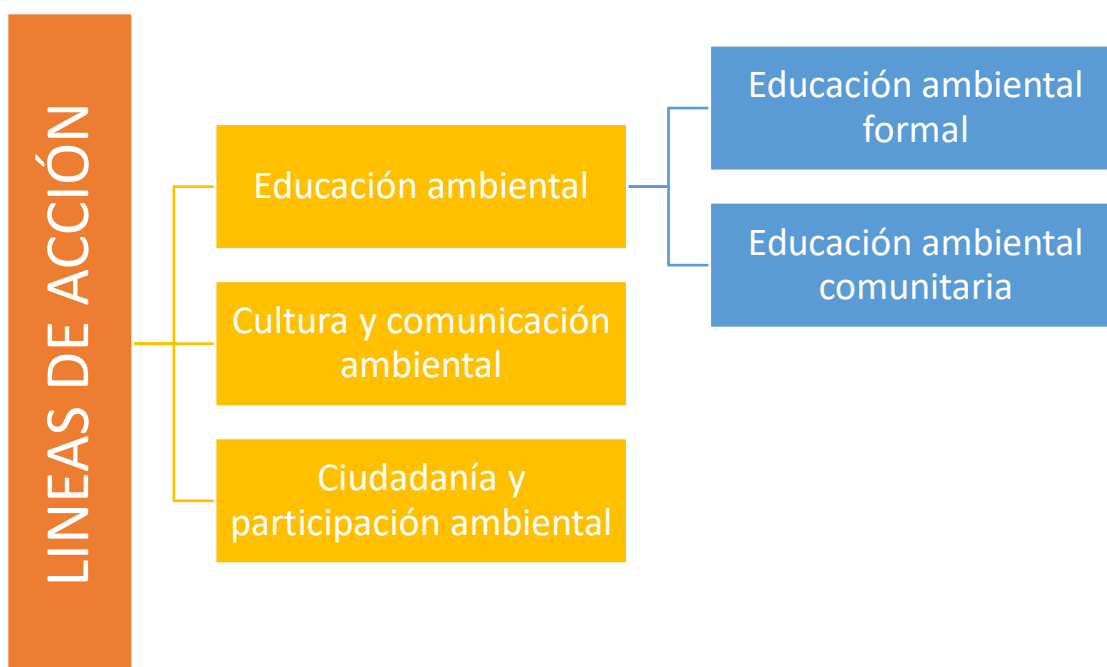 LINEAS DE ACCIÓN
Educación ambiental
Cultura y comunicación
ambiental
Ciudadanía y
participación ambiental
Educación ambiental
formal
Educación ambiental
comunitaria